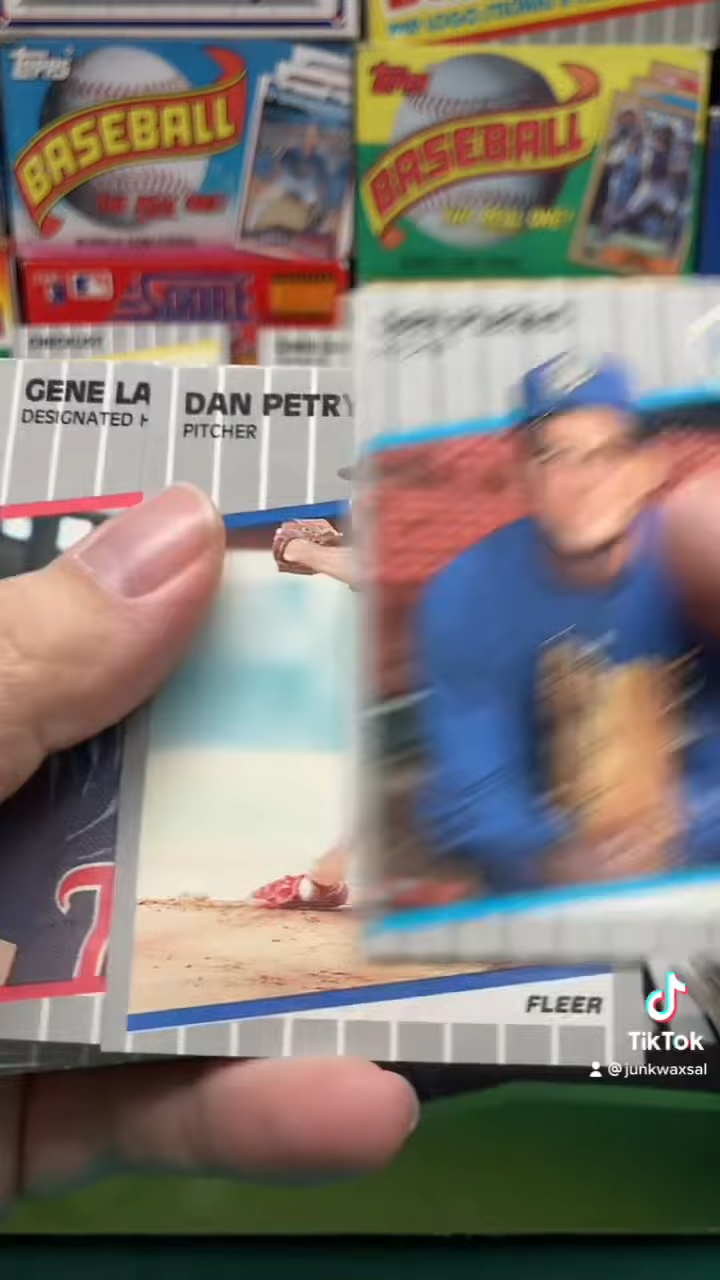 Topps
Topps
BASEBALL
BASEBALL
THE REAL ONE!
THE REAL ONE!
SCORE
CHECKLIST
GENE LA
DESIGNATED H
DAN PETRY
PITCHER
FLEER
TikTok
@junkwaxsal